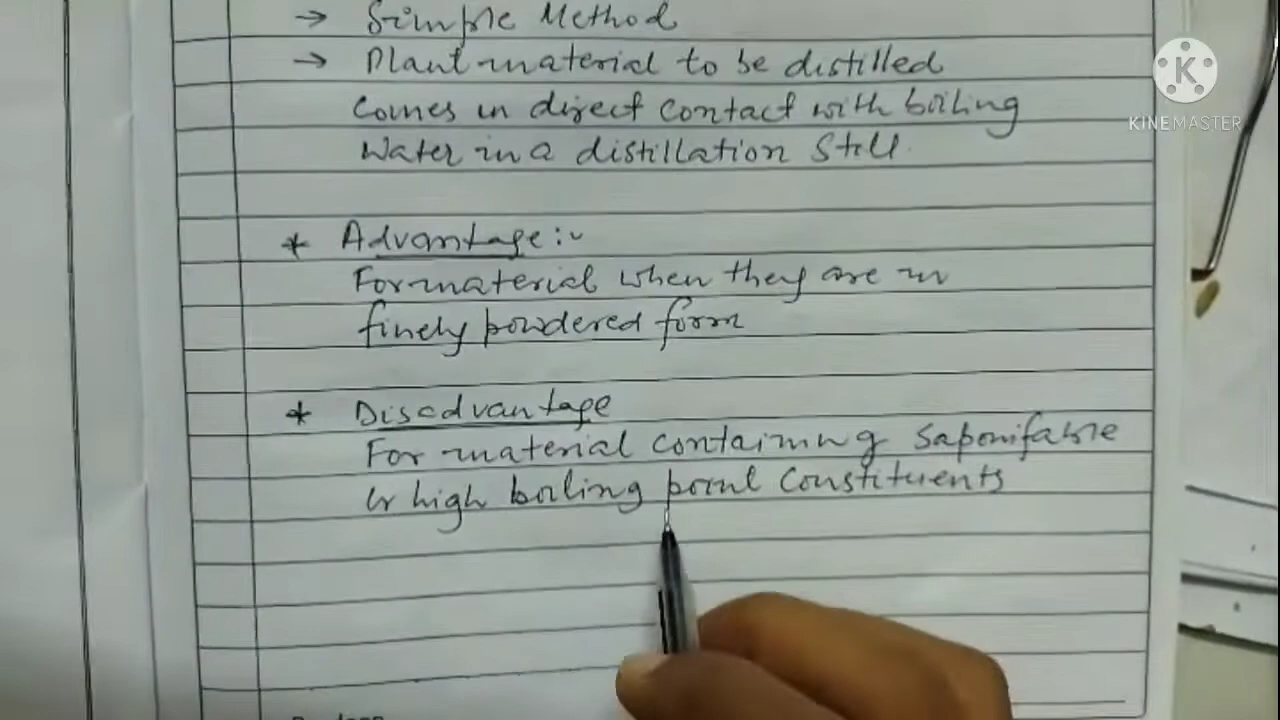 → Simple Method
→ Plant material to be distilled
Comes in direct contact with boiling
Water in a distillation Still.
* Advantage :-
For material when they are in
finely powdered form
* Disadvantage
For material containing Saponifable
or high boiling point Constituents
K
KINEMASTER